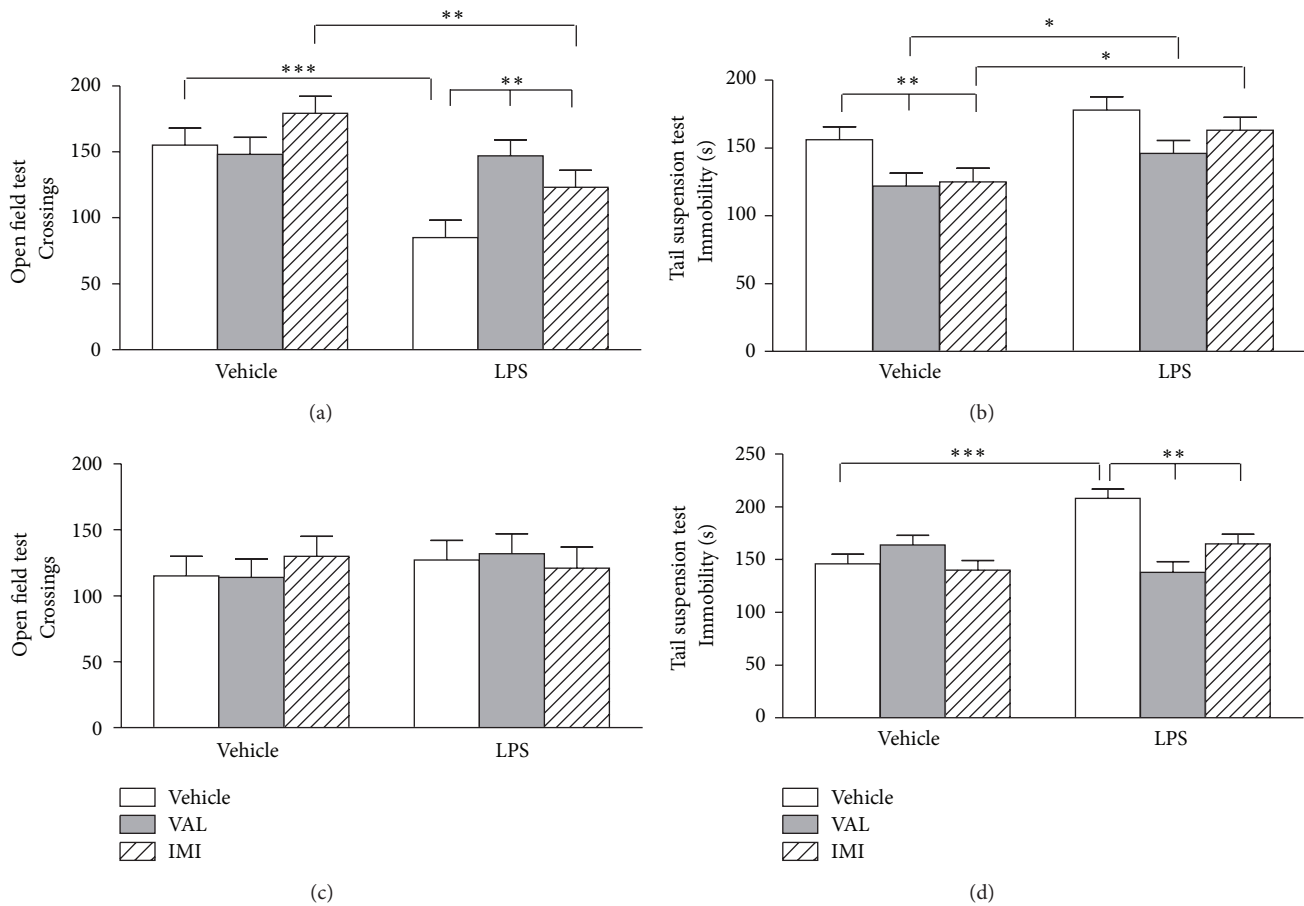 **
***
**
200
150
100
50
0
Open field test
Crossings
Vehicle
LPS
(a)
*
*
**
200
150
100
50
0
Tail suspension test
Immobility (s)
Vehicle
LPS
(b)
200
150
100
50
0
Open field test
Crossings
Vehicle
LPS
Vehicle
VAL
IMI
(c)
***
**
250
200
150
100
50
0
Tail suspension test
Immobility (s)
Vehicle
LPS
Vehicle
VAL
IMI
(d)